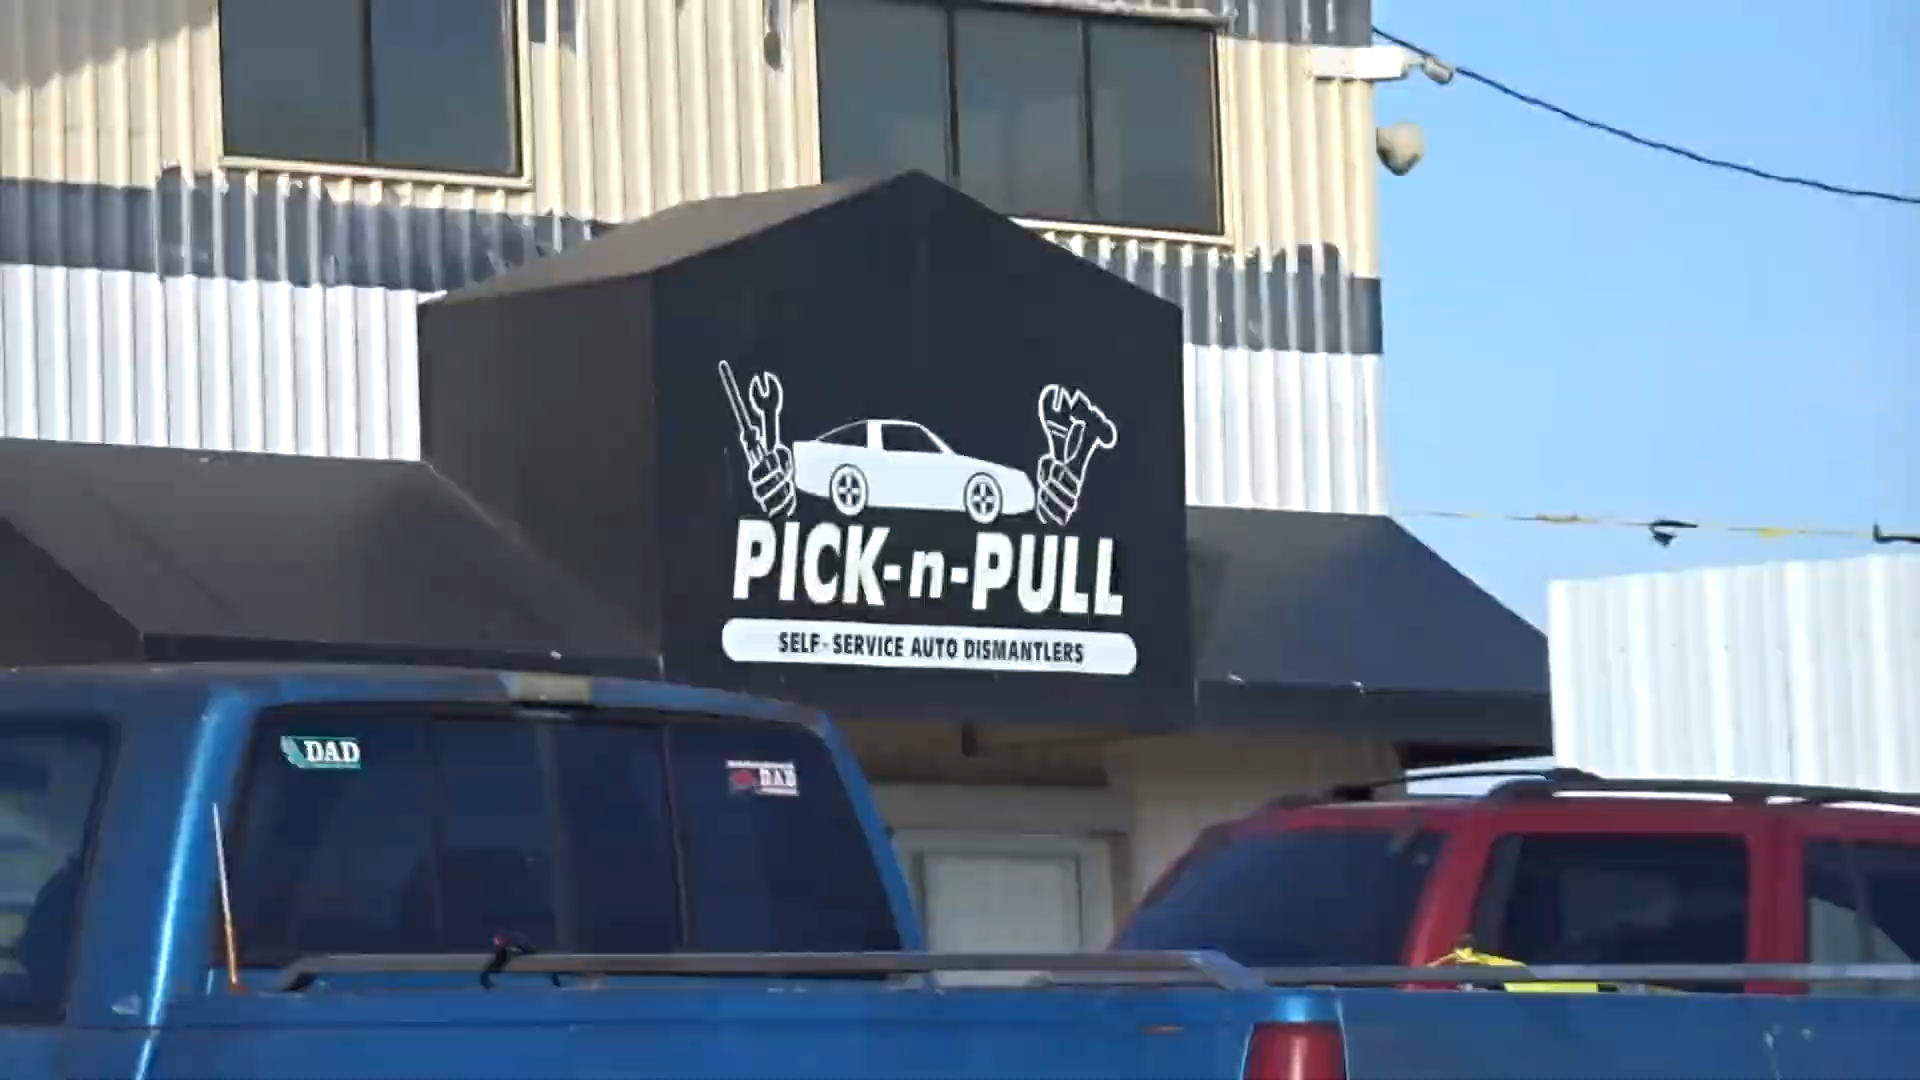 PICK-n-PULL
SELF-SERVICE AUTO DISMANTLERS
DAD
DAD